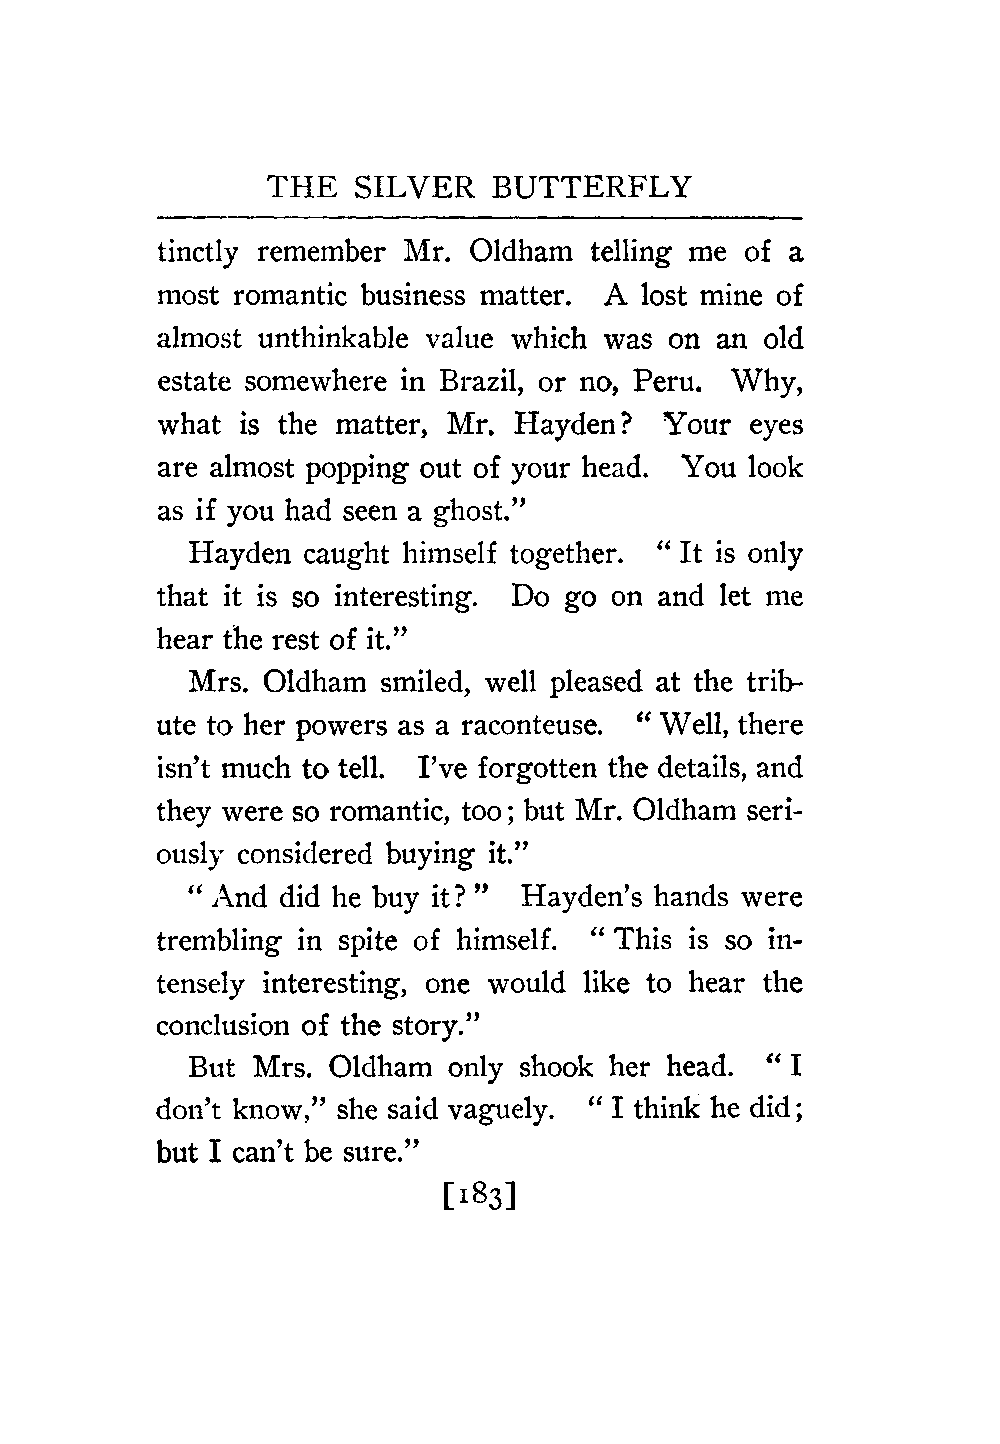 THE SILVER BUTTERFLY
tinctly remember Mr. Oldham telling me of a
most romantic business matter. A lost mine of
almost unthinkable value which was on an old
estate somewhere in Brazil, or no, Peru. Why,
what is the matter, Mr. Hayden? Your eyes
are almost popping out of your head. You look
as if you had seen a ghost.”
Hayden caught himself together. “ It is only
that it is so interesting. Do go on and let me
hear the rest of it.”
Mrs. Oldham smiled, well pleased at the trib-
ute to her powers as a raconteuse. “ Well, there
isn’t much to tell. I’ve forgotten the details, and
they were so romantic, too; but Mr. Oldham seri-
ously considered buying it.”
“ And did he buy it? ” Hayden’s hands were
trembling in spite of himself. “ This is so in-
tensely interesting, one would like to hear the
conclusion of the story.”
But Mrs. Oldham only shook her head. “ I
don’t know,” she said vaguely. “ I think he did;
but I can’t be sure.”
[183]